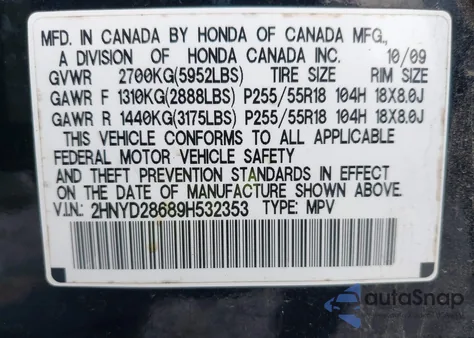 MFD. IN CANADA BY HONDA OF CANADA MFG.,
A DIVISION OF HONDA CANADA INC. 10/09
GVWR 2700KG(5952LBS) TIRE SIZE RIM SIZE
GAWR F 1310KG(2888LBS) P255/55R18 104H 18X8.0J
GAWR R 1440KG(3175LBS) P255/55R18 104H 18X8.0J
THIS VEHICLE CONFORMS TO ALL APPLICABLE
FEDERAL MOTOR VEHICLE SAFETY
AND THEFT PREVENTION STANDARDS IN EFFECT
ON THE DATE OF MANUFACTURE SHOWN ABOVE.
V.I.N.: 2HNYD28689H532353 TYPE: MPV
autoSnap